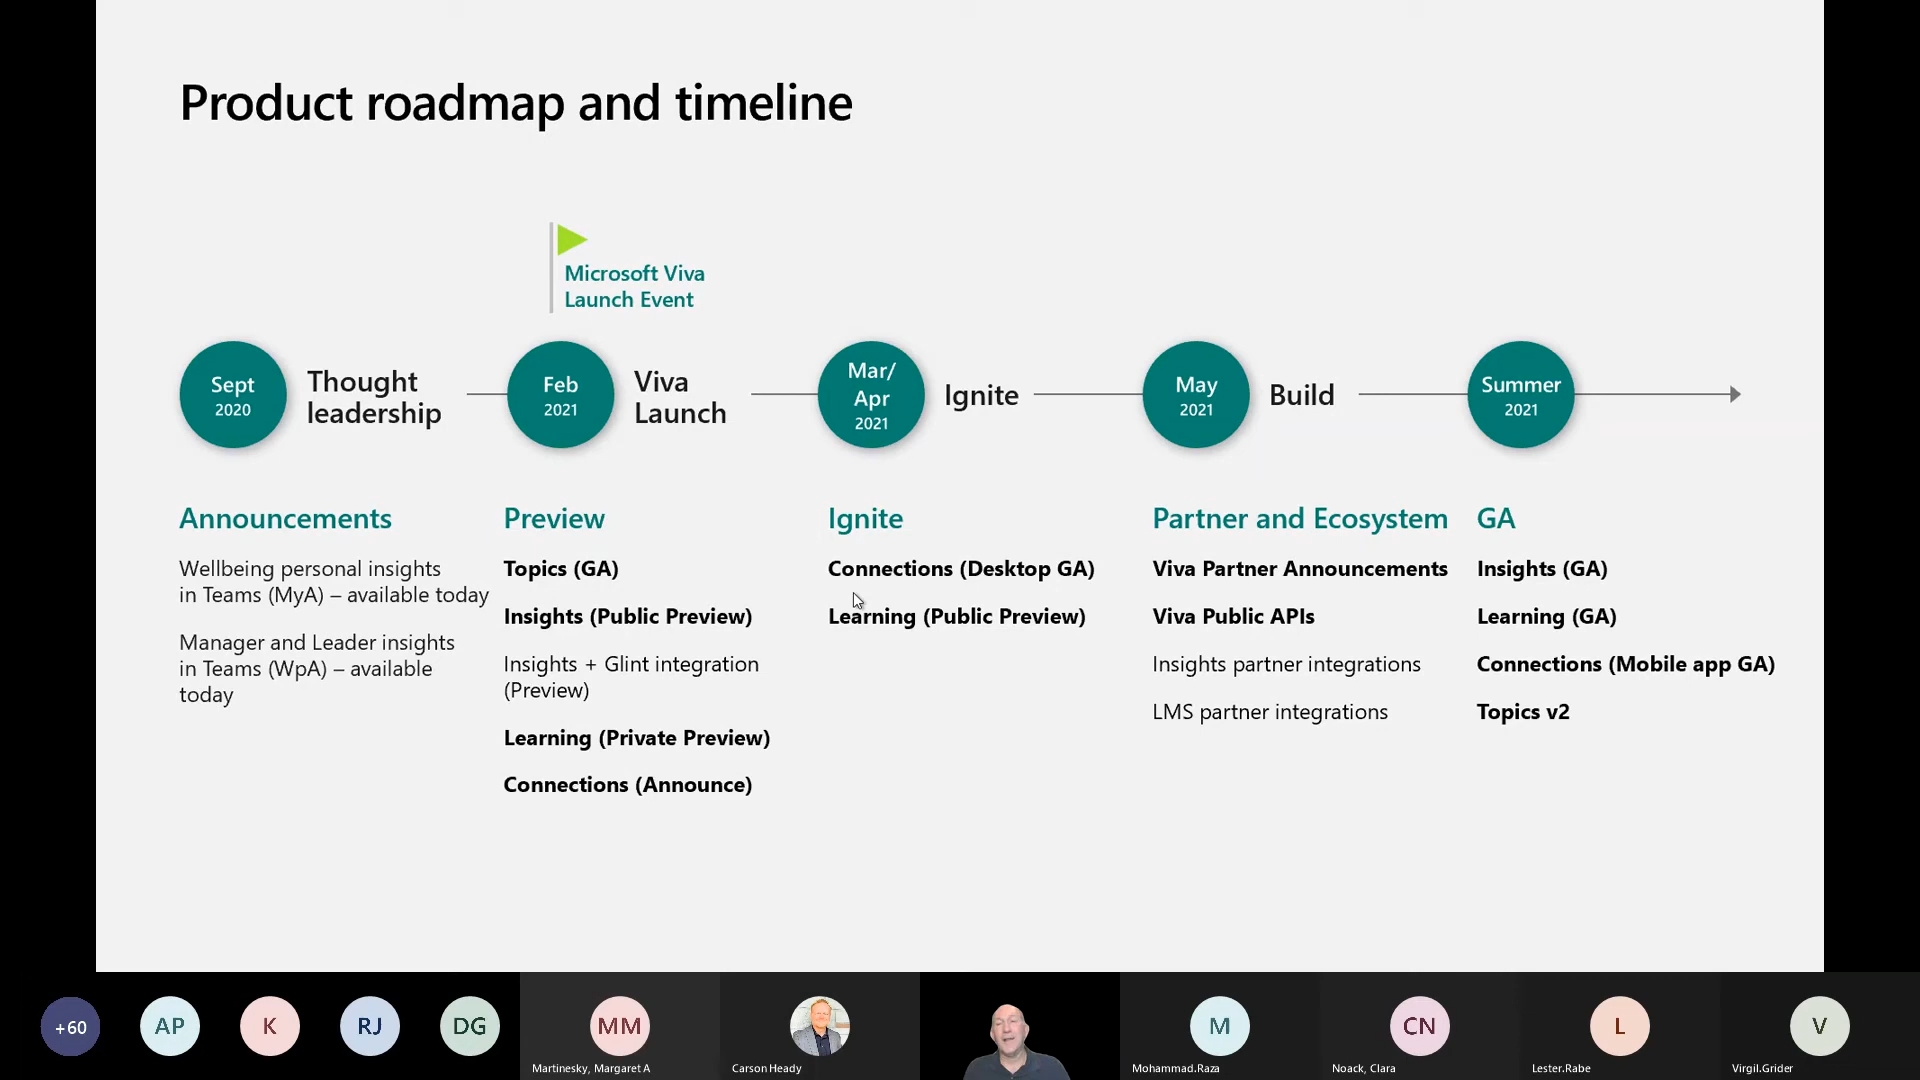 Product roadmap and timeline
Microsoft Viva
Launch Event
Sept
2020
Thought
leadership
Feb
2021
Viva
Launch
Mar/
Apr
2021
Ignite
May
2021
Build
Summer
2021
Announcements
Wellbeing personal insights
in Teams (MyA) – available today
Manager and Leader insights
in Teams (WpA) – available
today
Preview
Topics (GA)
Insights (Public Preview)
Insights + Glint integration
(Preview)
Learning (Private Preview)
Connections (Announce)
Ignite
Connections (Desktop GA)
Learning (Public Preview)
Partner and Ecosystem
Viva Partner Announcements
Viva Public APIs
Insights partner integrations
LMS partner integrations
GA
Insights (GA)
Learning (GA)
Connections (Mobile app GA)
Topics v2
+60
AP
K
RJ
DG
MM
Martinesky, Margaret A
Carson Heady
M
Mohammad.Raza
CN
Noack, Clara
L
Lester.Rabe
V
Virgil.Grider